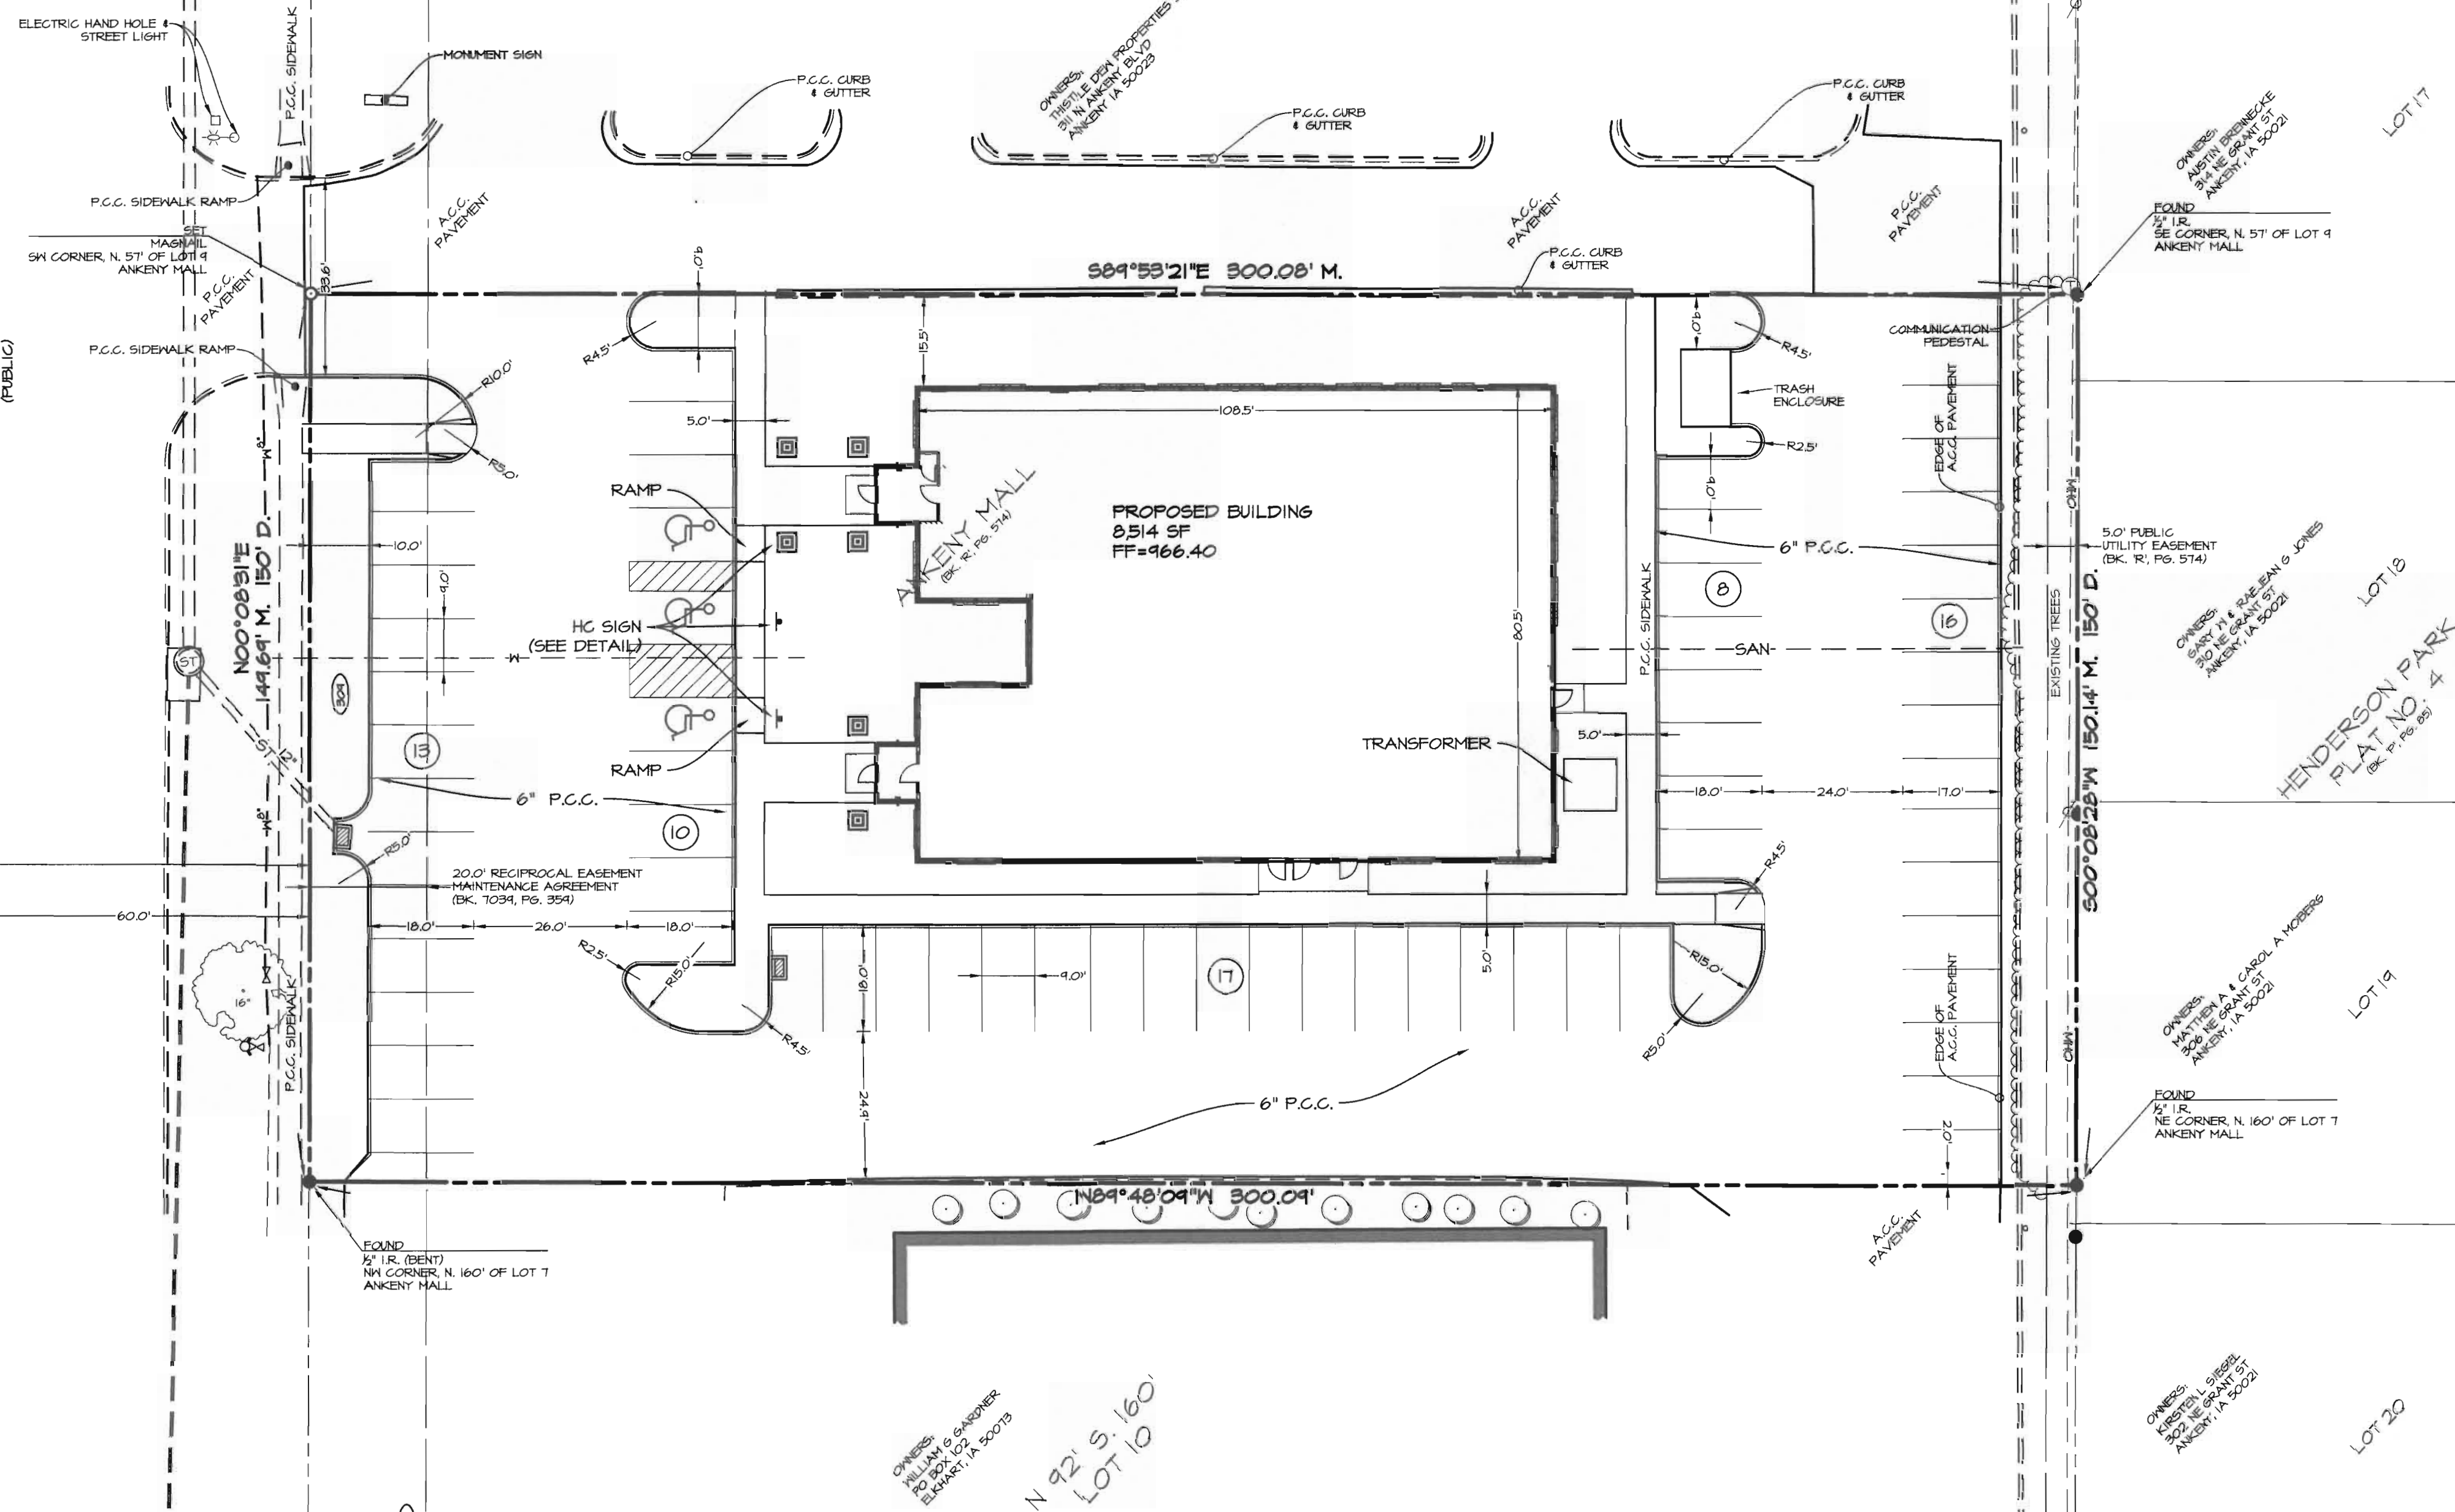 ELECTRIC HAND HOLE &
STREET LIGHT
P.C.C. SIDEWALK
MONUMENT SIGN
P.C.C. CURB
& GUTTER
OWNERS:
THISTLE DEW PROPERTIES
311 N ANKENY BLVD
ANKENY IA 50023
P.C.C. CURB
& GUTTER
P.C.C. CURB
& GUTTER
OWNERS:
AUSTIN BRENNECKE
314 NE GRANT ST
ANKENY, IA 50021
LOT 17
P.C.C. SIDEWALK RAMP
A.C.C.
PAVEMENT
A.C.C.
PAVEMENT
P.C.C.
PAVEMENT
FOUND
½" I.R.
SE CORNER, N. 57' OF LOT 9
ANKENY MALL
SET
MAGNAIL
SW CORNER, N. 57' OF LOT 9
ANKENY MALL
P.C.C.
PAVEMENT
33.6'
9.0'
S89°53'21"E 300.08' M.
P.C.C. CURB
& GUTTER
(PUBLIC)
P.C.C. SIDEWALK RAMP
R10.0'
R4.5'
15.5'
9.0'
R4.5'
COMMUNICATION
PEDESTAL
T
TRASH
ENCLOSURE
5.0'
108.5'
EDGE OF
A.C.C. PAVEMENT
W8"
R5.0'
R2.5'
RAMP
ANKENY MALL
(BK. 'R', PG. 574)
PROPOSED BUILDING
8,514 SF
FF=966.40
9.0'
OHW
N00°08'31"E
149.69' M. 150' D.
10.0'
9.0'
6" P.C.C.
5.0' PUBLIC
UTILITY EASEMENT
(BK. 'R', PG. 574)
8
16
OWNERS:
GARY W & RAEJEAN G JONES
310 NE GRANT ST
ANKENY, IA 50021
LOT 18
HC SIGN
(SEE DETAIL)
W
80.5'
P.C.C. SIDEWALK
SAN
EXISTING TREES
S00°08'28"W 150.14' M. 150' D.
HENDERSON PARK
PLAT NO. 4
(BK. 'P', PG. 85)
ST
309
ST 12"
13
RAMP
TRANSFORMER
5.0'
6" P.C.C.
18.0'
24.0'
17.0'
W8"
10
R5.0'
R4.5'
20.0' RECIPROCAL EASEMENT
MAINTENANCE AGREEMENT
(BK. 7039, PG. 359)
60.0'
18.0'
26.0'
18.0'
R2.5'
R15.0'
18.0'
9.0'
17
5.0'
R15.0'
16"
P.C.C. SIDEWALK
R4.5'
R5.0'
EDGE OF
A.C.C. PAVEMENT
OHW
OWNERS:
MATTHEW A & CAROL A MOBERG
306 NE GRANT ST
ANKENY, IA 50021
LOT 19
24.9'
6" P.C.C.
2.0'
FOUND
½" I.R.
NE CORNER, N. 160' OF LOT 7
ANKENY MALL
N89°48'09"W 300.09'
A.C.C.
PAVEMENT
FOUND
½" I.R. (BENT)
NW CORNER, N. 160' OF LOT 7
ANKENY MALL
OWNERS:
WILLIAM G GARDNER
PO BOX 102
ELKHART, IA 50073
N 92' S. 160'
LOT 10
OWNERS:
KIRSTEN L SIEGEL
302 NE GRANT ST
ANKENY, IA 50021
LOT 20